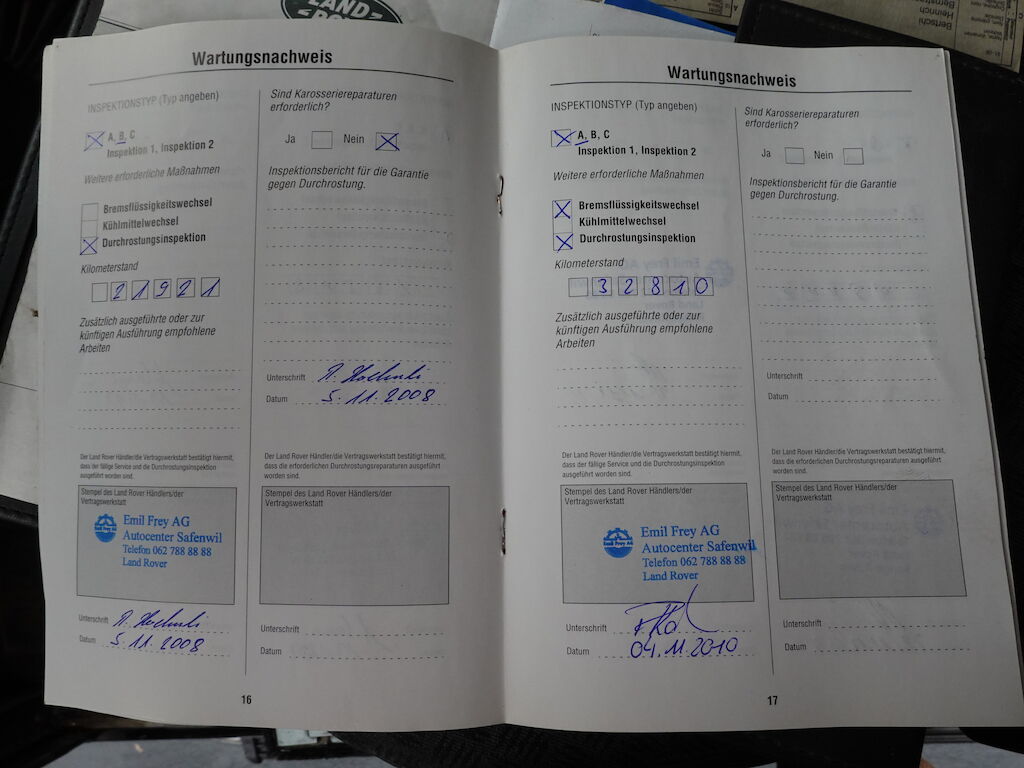 LAND
ROVER
Wartungsnachweis
INSPEKTIONSTYP (Typ angeben)
A, B, C
Inspektion 1, Inspektion 2
Weitere erforderliche Maßnahmen
Bremsflüssigkeitswechsel
Kühlmittelwechsel
Durchrostungsinspektion
Kilometerstand
21921
Zusätzlich ausgeführte oder zur
künftigen Ausführung empfohlene
Arbeiten
Der Land Rover Händler/die Vertragswerkstatt bestätigt hiermit,
dass der fällige Service und die Durchrostungsinspektion
ausgeführt worden sind.
Stempel des Land Rover Händlers/der
Vertragswerkstatt
Emil Frey AG
Emil Frey AG
Autocenter Safenwil
Telefon 062 788 88 88
Land Rover
Unterschrift
Datum 5.11.2008
Sind Karosseriereparaturen
erforderlich?
Ja Nein
Inspektionsbericht für die Garantie
gegen Durchrostung.
Unterschrift
Datum 5.11.2008
Der Land Rover Händler/die Vertragswerkstatt bestätigt hiermit,
dass die erforderlichen Durchrostungsreparaturen ausgeführt
worden sind.
Stempel des Land Rover Händlers/der
Vertragswerkstatt
Unterschrift
Datum
16
Wartungsnachweis
INSPEKTIONSTYP (Typ angeben)
A, B, C
Inspektion 1, Inspektion 2
Weitere erforderliche Maßnahmen
Bremsflüssigkeitswechsel
Kühlmittelwechsel
Durchrostungsinspektion
Kilometerstand
32810
Zusätzlich ausgeführte oder zur
künftigen Ausführung empfohlene
Arbeiten
Der Land Rover Händler/die Vertragswerkstatt bestätigt hiermit,
dass der fällige Service und die Durchrostungsinspektion
ausgeführt worden sind.
Stempel des Land Rover Händlers/der
Vertragswerkstatt
Emil Frey AG
Emil Frey AG
Autocenter Safenwil
Telefon 062 788 88 88
Land Rover
Unterschrift
Datum 04.11.2010
Sind Karosseriereparaturen
erforderlich?
Ja Nein
Inspektionsbericht für die Garantie
gegen Durchrostung.
Unterschrift
Datum
Der Land Rover Händler/die Vertragswerkstatt bestätigt hiermit,
dass die erforderlichen Durchrostungsreparaturen ausgeführt
worden sind.
Stempel des Land Rover Händlers/der
Vertragswerkstatt
Unterschrift
Datum
17